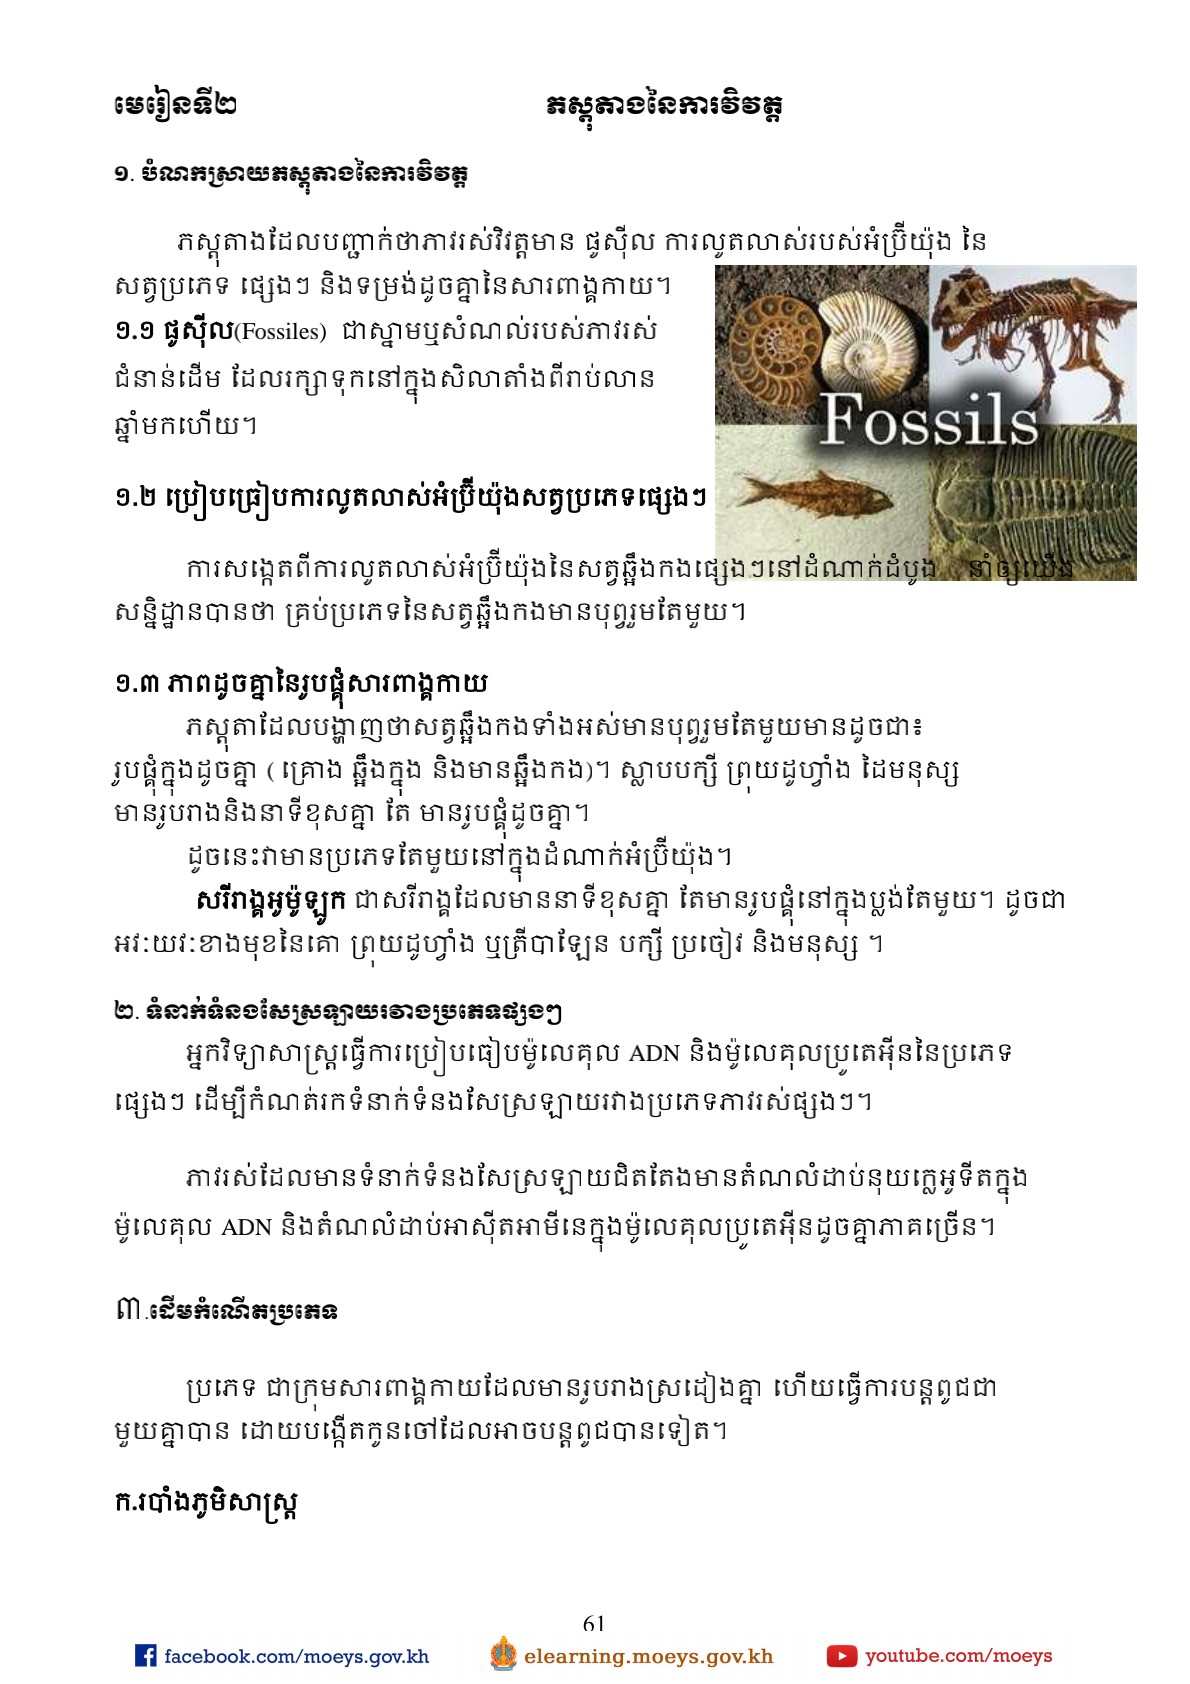 មេរៀនទី២ ភស្តុតាងនៃការវិវត្ត
១. បំណកស្រាយភស្តុតាងនៃការវិវត្ត
ភស្តុតាងដែលបញ្ជាក់ថាភាវរស់វិវត្តមាន ផូស៊ីល ការលូតលាស់របស់អំប្រ៊ីយ៉ុង នៃ
សត្វប្រភេទ ផ្សេងៗ និងទម្រង់ដូចគ្នានៃសារពាង្គកាយ។
១.១ ផូស៊ីល(Fossiles) ជាស្នាមឬសំណល់របស់ភាវរស់
ជំនាន់ដើម ដែលរក្សាទុកនៅក្នុងសិលាតាំងពីរាប់លាន
ឆ្នាំមកហើយ។
Fossils
១.២ ប្រៀបធ្រៀបការលូតលាស់អំប្រ៊ីយ៉ុងសត្វប្រភេទផ្សេងៗ
ការសង្កេតពីការលូតលាស់អំប្រ៊ីយ៉ុងនៃសត្វឆ្អឹងកងផ្សេងៗនៅដំណាក់ដំបូង នាំឲ្យយើង
សន្និដ្ឋានបានថា គ្រប់ប្រភេទនៃសត្វឆ្អឹងកងមានបុព្វរួមតែមួយ។
១.៣ ភាពដូចគ្នានៃរូបផ្គុំសារពាង្គកាយ
ភស្តុតាដែលបង្ហាញថាសត្វឆ្អឹងកងទាំងអស់មានបុព្វរួមតែមួយមានដូចជា៖
រូបផ្គុំក្នុងដូចគ្នា ( គ្រោង ឆ្អឹងក្នុង និងមានឆ្អឹងកង)។ ស្លាបបក្សី ព្រុយដូហ្វាំង ដៃមនុស្ស
មានរូបរាងនិងនាទីខុសគ្នា តែ មានរូបផ្គុំដូចគ្នា។
ដូចនេះវាមានប្រភេទតែមួយនៅក្នុងដំណាក់អំប្រ៊ីយ៉ុង។
សរីរាង្គអូម៉ូឡូក ជាសរីរាង្គដែលមាននាទីខុសគ្នា តែមានរូបផ្គុំនៅក្នុងប្លង់តែមួយ។ ដូចជា
អវៈយវៈខាងមុខនៃគោ ព្រុយដូហ្វាំង ឬត្រីបាឡែន បក្សី ប្រចៀវ និងមនុស្ស ។
២. ទំនាក់ទំនងសែស្រឡាយរវាងប្រភេទផ្សងៗ
អ្នកវិទ្យាសាស្ត្រធ្វើការប្រៀបធៀបម៉ូលេគុល ADN និងម៉ូលេគុលប្រូតេអ៊ីននៃប្រភេទ
ផ្សេងៗ ដើម្បីកំណត់រកទំនាក់ទំនងសែស្រឡាយរវាងប្រភេទភាវរស់ផ្សងៗ។
ភាវរស់ដែលមានទំនាក់ទំនងសែស្រឡាយជិតតែងមានតំណលំដាប់នុយក្លេអូទីតក្នុង
ម៉ូលេគុល ADN និងតំណលំដាប់អាស៊ីតអាមីនេក្នុងម៉ូលេគុលប្រូតេអ៊ីនដូចគ្នាភាគច្រើន។
៣.ដើមកំណើតប្រភេទ
ប្រភេទ ជាក្រុមសារពាង្គកាយដែលមានរូបរាងស្រដៀងគ្នា ហើយធ្វើការបន្តពូជជា
មួយគ្នាបាន ដោយបង្កើតកូនចៅដែលអាចបន្តពូជបានទៀត។
ក.របាំងភូមិសាស្ត្រ
61
facebook.com/moeys.gov.kh elearning.moeys.gov.kh youtube.com/moeys